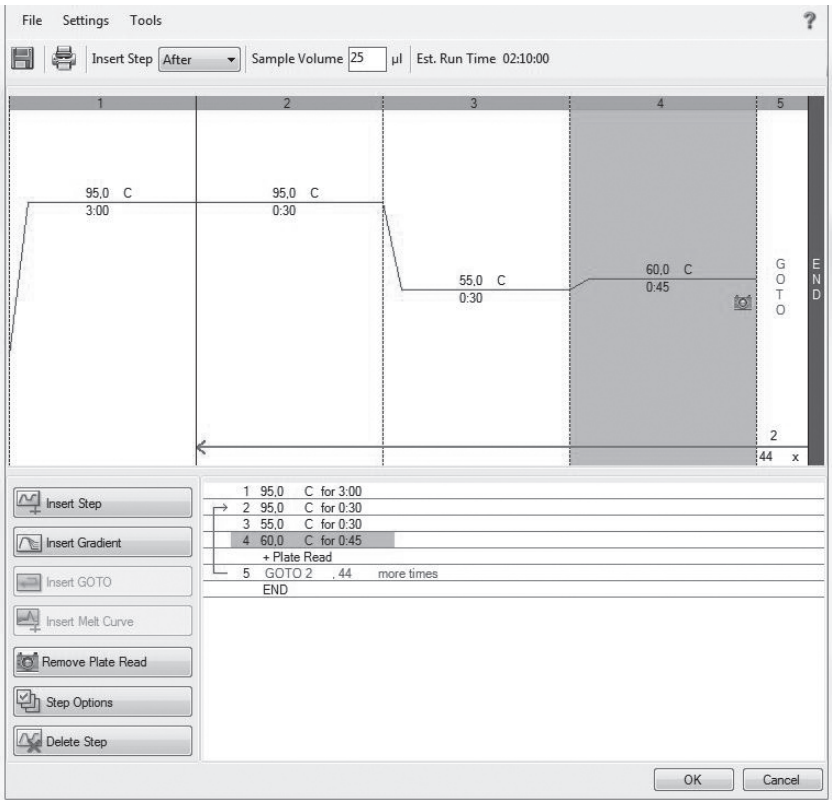 File Settings Tools ?
Insert Step After Sample Volume 25 µl Est. Run Time 02:10:00
1 2 3 4 5
95,0 C
3:00
95,0 C
0:30
55,0 C
0:30
60,0 C
0:45
GOTO
END
2
44 x
Insert Step
Insert Gradient
Insert GOTO
Insert Melt Curve
Remove Plate Read
Step Options
Delete Step
1 95,0 C for 3:00
2 95,0 C for 0:30
3 55,0 C for 0:30
4 60,0 C for 0:45
+ Plate Read
5 GOTO 2 , 44 more times
END
OK Cancel